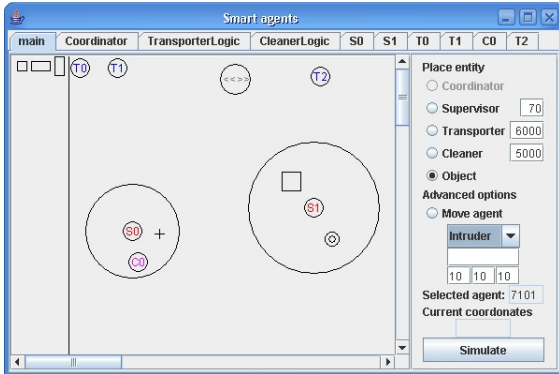 Smart agents
main Coordinator TransporterLogic CleanerLogic S0 S1 T0 T1 C0 T2
T0 T1 <<>> T2
S1
S0
C0
Place entity
Coordinator
Supervisor 70
Transporter 6000
Cleaner 5000
Object
Advanced options
Move agent
Intruder
10 10 10
Selected agent: 7101
Current coordinates
Simulate